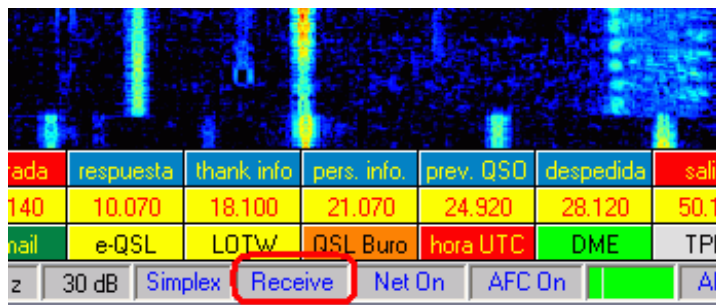 rada respuesta thank info pers. info. prev. QSO despedida sali
140 10.070 18.100 21.070 24.920 28.120 50.1
mail e-QSL LOTW QSL Buro hora UTC DME TP
z 30 dB Simplex Receive Net On AFC On A